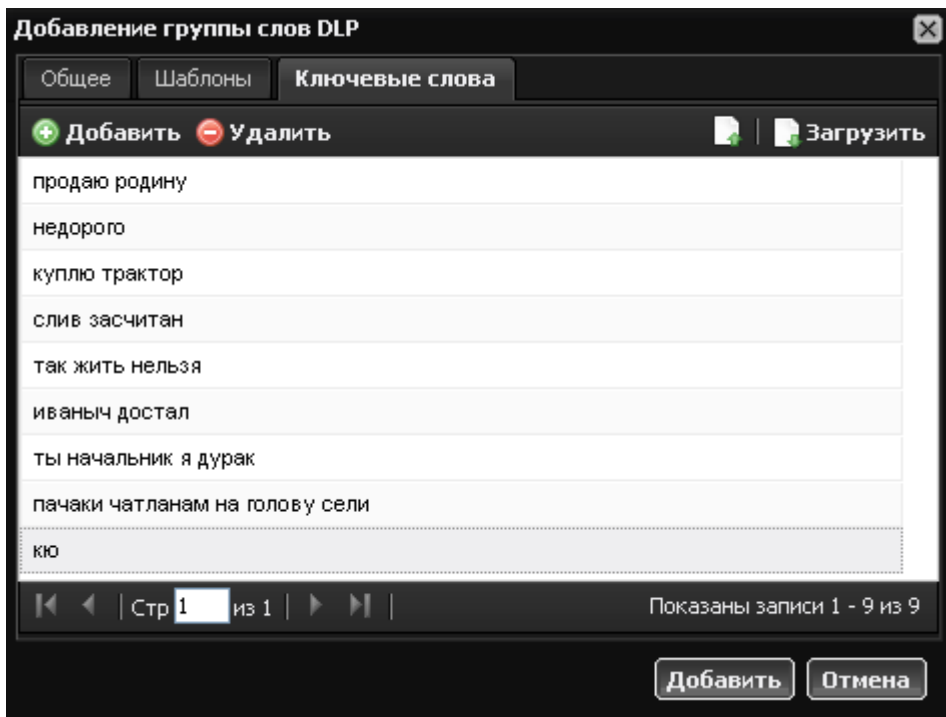 Добавление группы слов DLP
Общее Шаблоны Ключевые слова
Добавить Удалить Загрузить
продаю родину
недорого
куплю трактор
слив засчитан
так жить нельзя
иваныч достал
ты начальник я дурак
пачаки чатланам на голову сели
кю
Стр 1 из 1 Показаны записи 1 - 9 из 9
Добавить Отмена